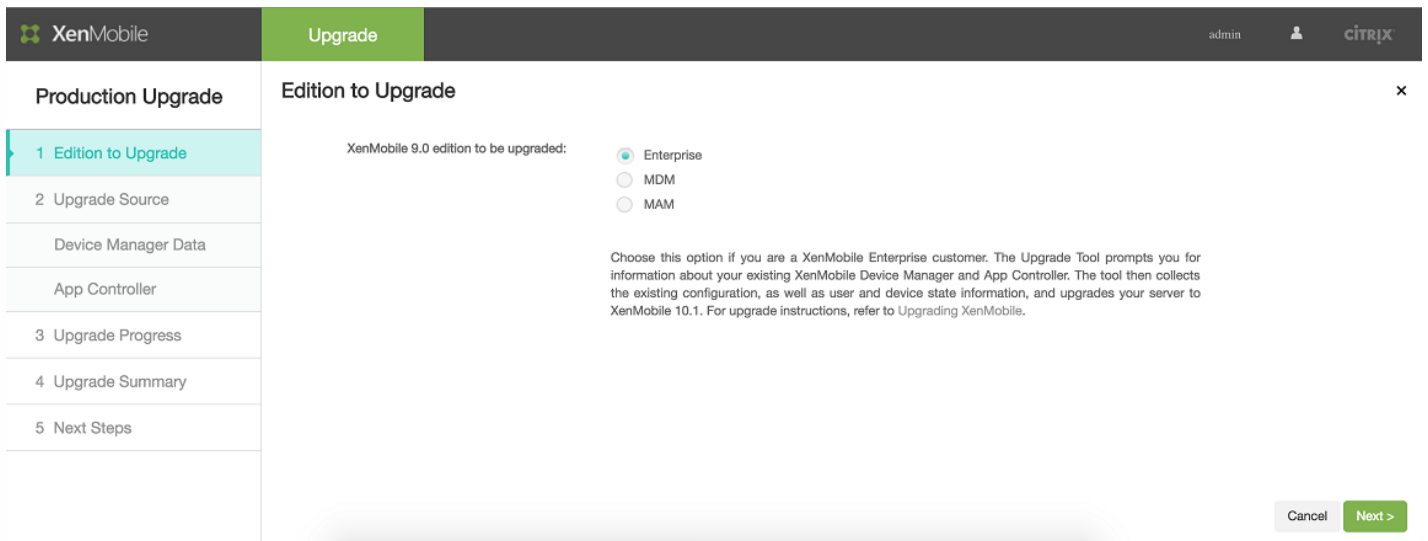 XenMobile
Upgrade
admin
CİTRIX
Production Upgrade
1 Edition to Upgrade
2 Upgrade Source
Device Manager Data
App Controller
3 Upgrade Progress
4 Upgrade Summary
5 Next Steps
Edition to Upgrade
×
XenMobile 9.0 edition to be upgraded:
Enterprise
MDM
MAM
Choose this option if you are a XenMobile Enterprise customer. The Upgrade Tool prompts you for
information about your existing XenMobile Device Manager and App Controller. The tool then collects
the existing configuration, as well as user and device state information, and upgrades your server to
XenMobile 10.1. For upgrade instructions, refer to Upgrading XenMobile.
Cancel
Next >